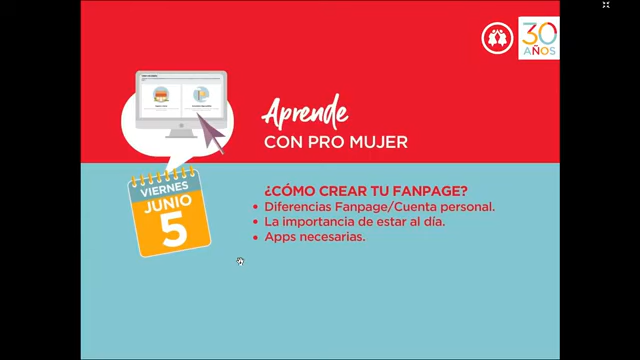 30
AÑOS
Aprende
CON PRO MUJER
VIERNES
JUNIO
5
¿CÓMO CREAR TU FANPAGE?
• Diferencias Fanpage/Cuenta personal.
• La importancia de estar al día.
• Apps necesarias.